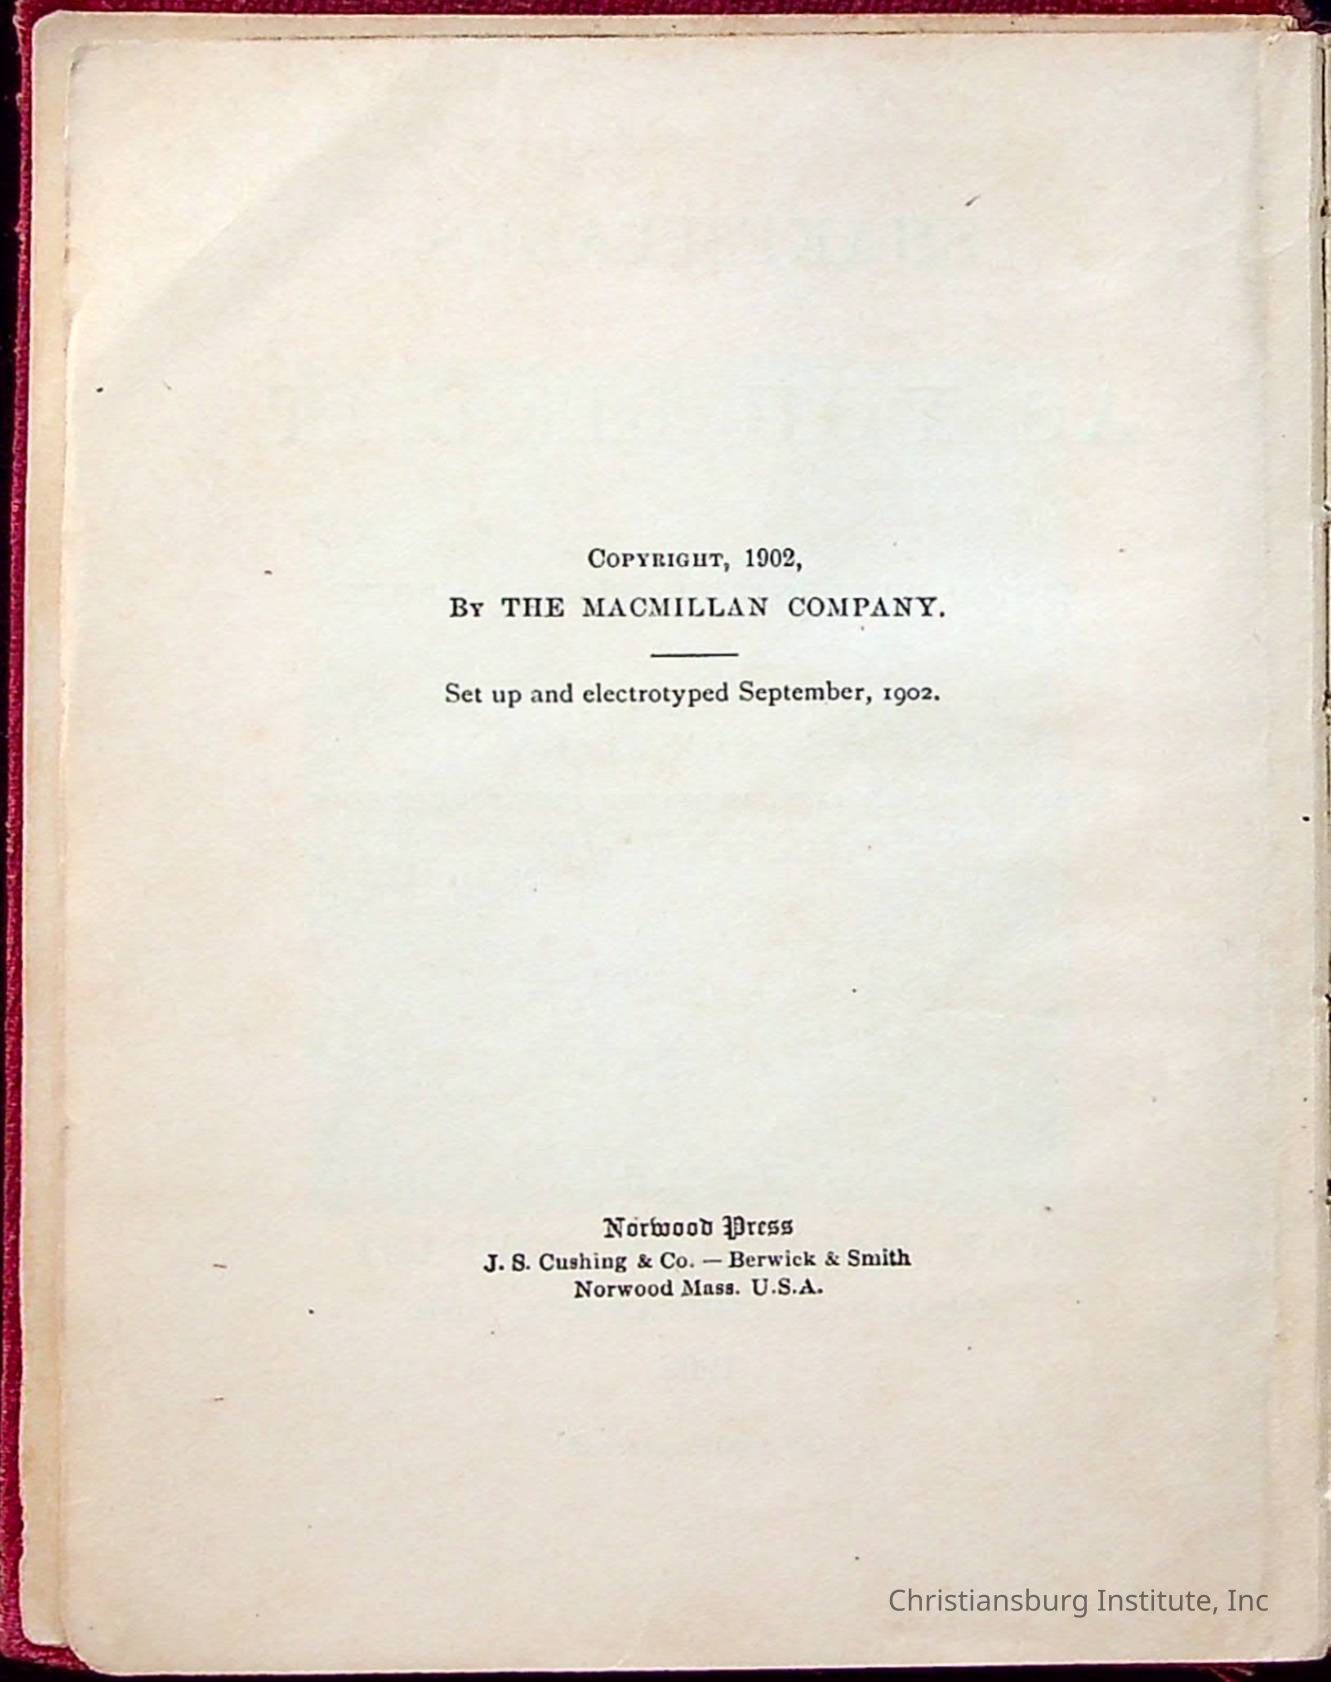 Copyright, 1902,
By THE MACMILLAN COMPANY.
Set up and electrotyped September, 1902.
Norwood Press
J. S. Cushing & Co. — Berwick & Smith
Norwood Mass. U.S.A.
Christiansburg Institute, Inc